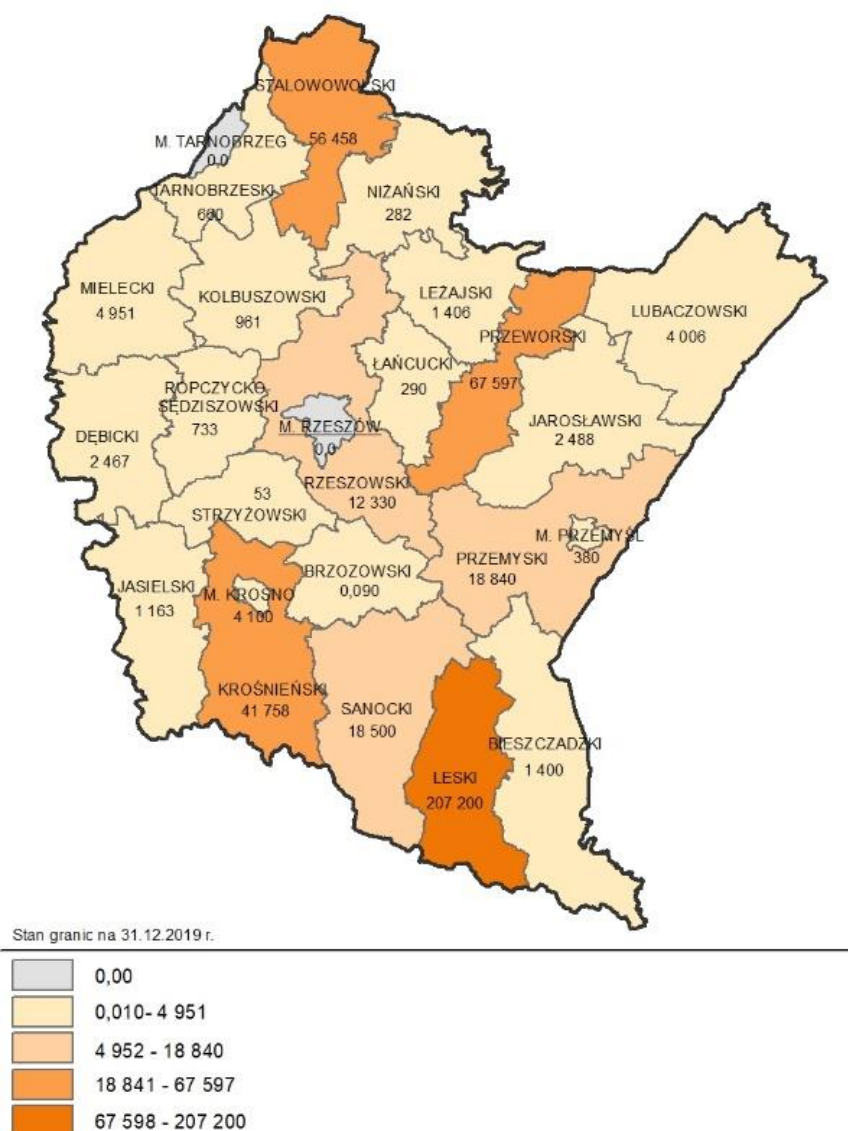 STALOWOWOLSKI
56 458
M. TARNOBRZEG
0,0
TARNOBRZESKI
660
NIŻAŃSKI
282
MIELECKI
4 951
KOLBUSZOWSKI
961
LEŻAJSKI
1 406
LUBACZOWSKI
4 006
PRZEWORSKI
67 597
ŁAŃCUCKI
290
ROPCZYCKO
SĘDZISZOWSKI
733
JAROSŁAWSKI
2 488
DĘBICKI
2 467
M. RZESZÓW
0,0
RZESZOWSKI
12 330
53
STRZYŻOWSKI
M. PRZEMYŚL
380
PRZEMYSKI
18 840
BRZOZOWSKI
0,090
JASIELSKI
1 163
M. KROSNO
4 100
KROŚNIEŃSKI
41 758
SANOCKI
18 500
BIESZCZADZKI
1 400
LESKI
207 200
Stan granic na 31.12.2019 r.
0,00
0,010- 4 951
4 952 - 18 840
18 841 - 67 597
67 598 - 207 200